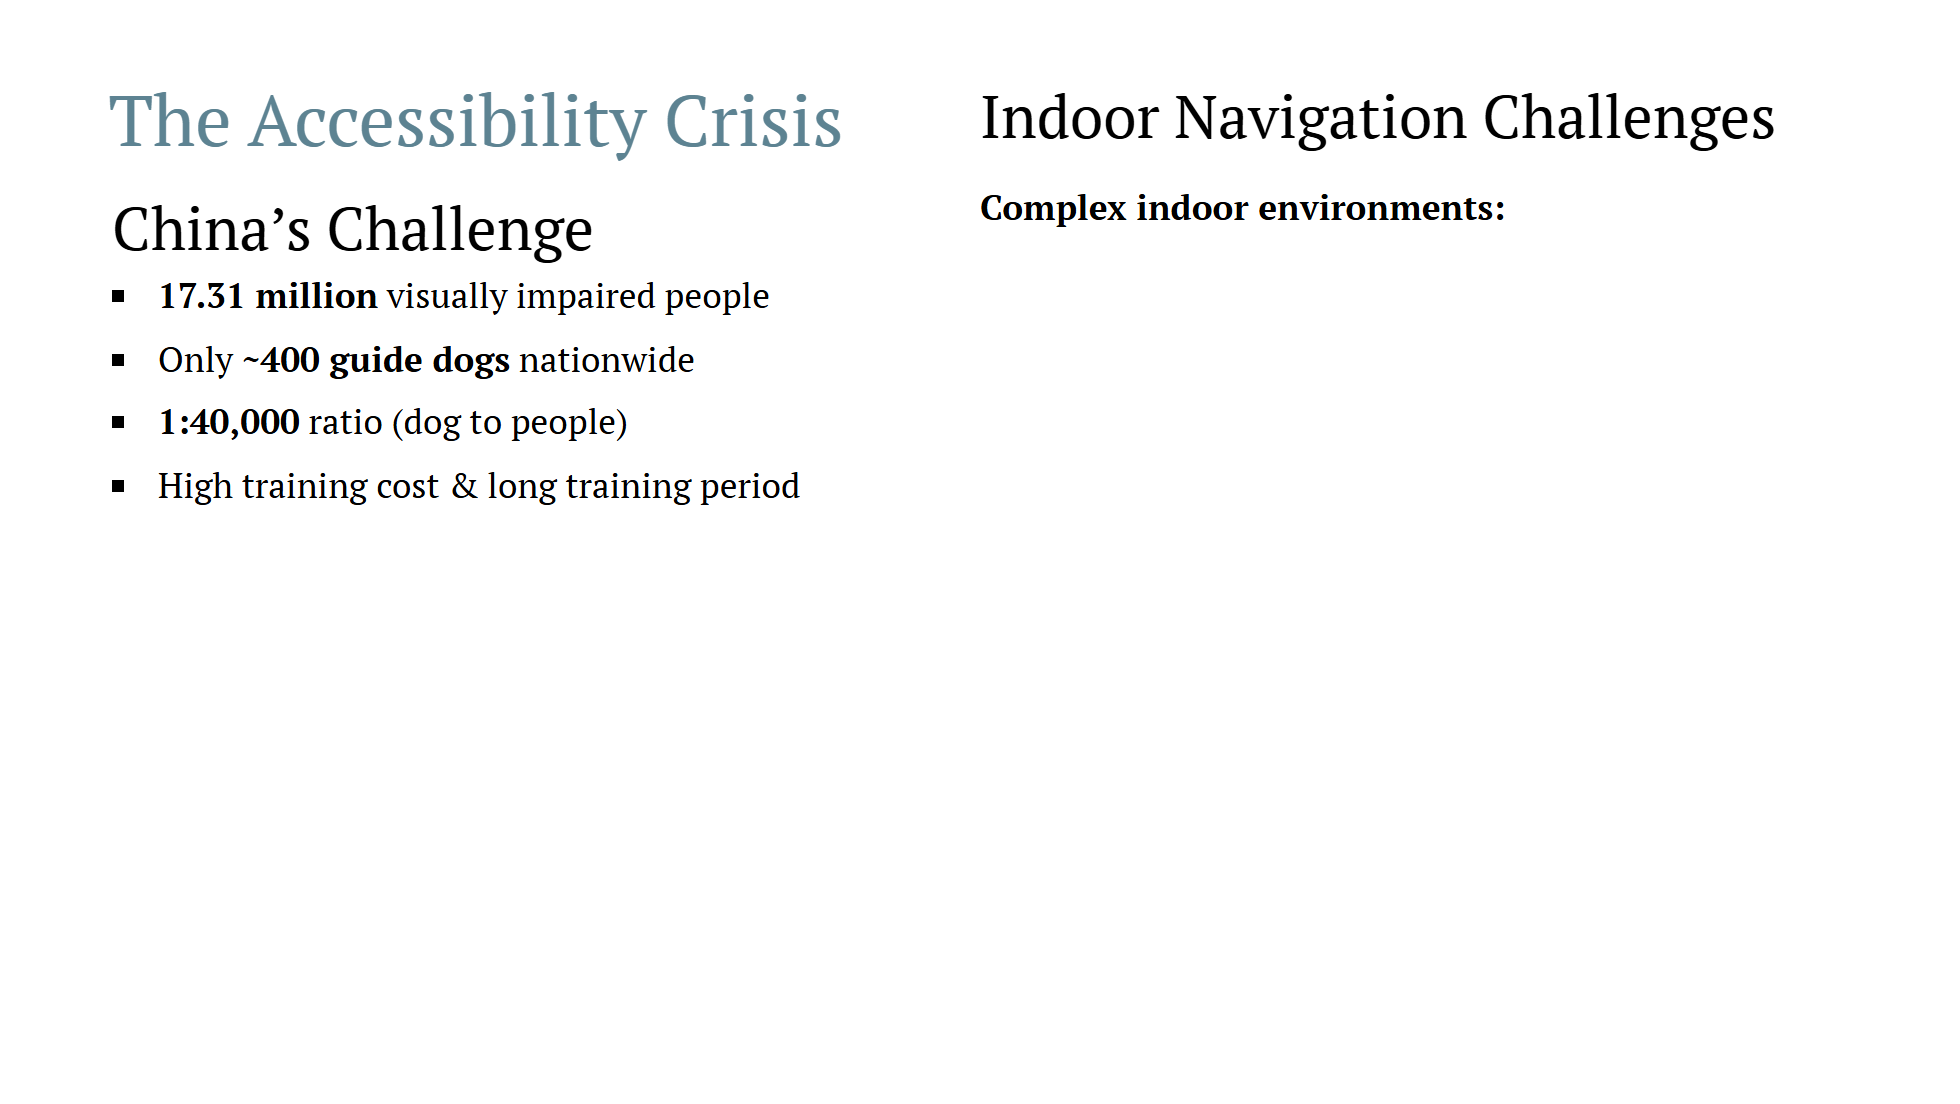 The Accessibility Crisis
China’s Challenge
▪ 17.31 million visually impaired people
▪ Only ~400 guide dogs nationwide
▪ 1:40,000 ratio (dog to people)
▪ High training cost & long training period
Indoor Navigation Challenges
Complex indoor environments: